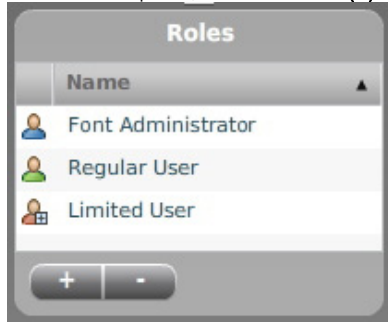 Roles
Name
Font Administrator
Regular User
Limited User
+ -